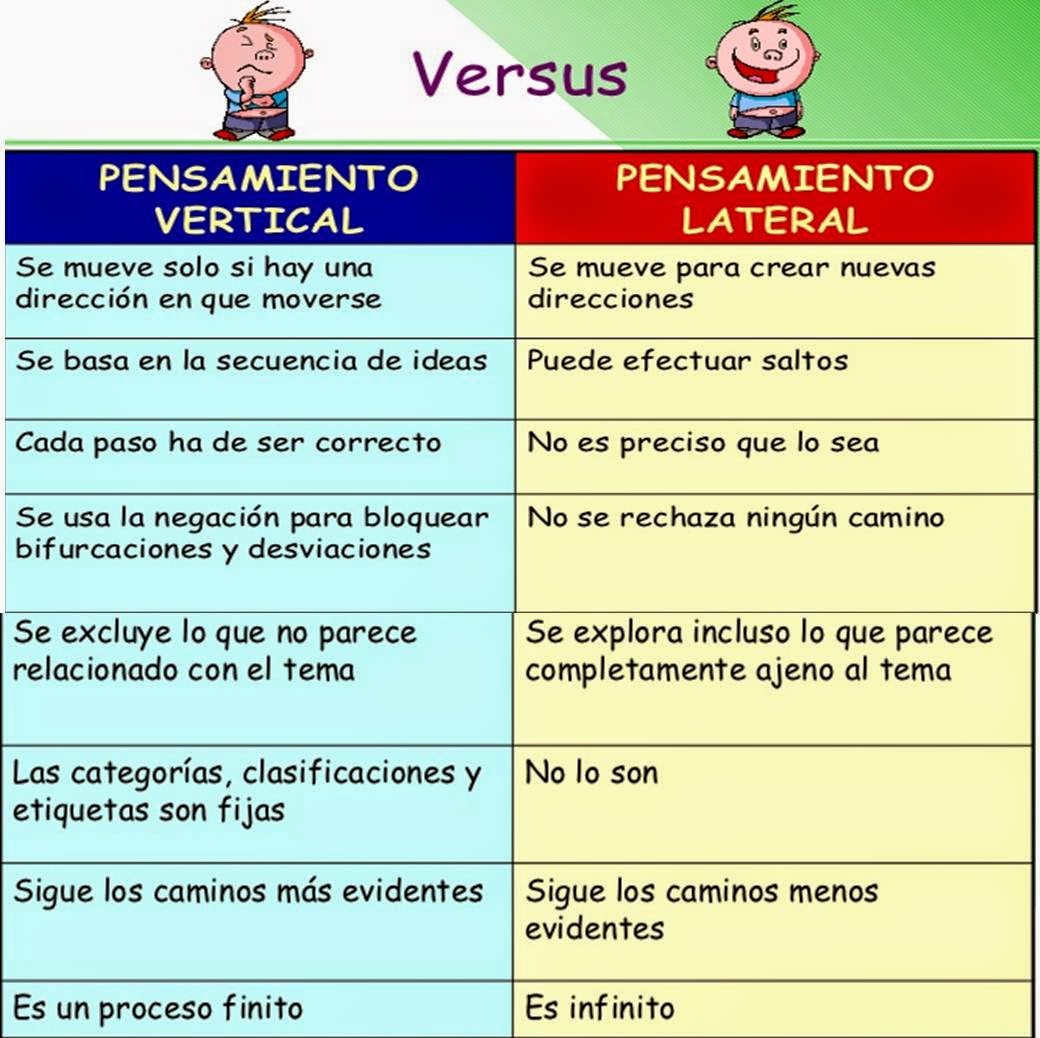 Versus
PENSAMIENTO
VERTICAL
PENSAMIENTO
LATERAL
Se mueve solo si hay una
dirección en que moverse
Se mueve para crear nuevas
direcciones
Se basa en la secuencia de ideas
Puede efectuar saltos
Cada paso ha de ser correcto
No es preciso que lo sea
Se usa la negación para bloquear
bifurcaciones y desviaciones
No se rechaza ningún camino
Se excluye lo que no parece
relacionado con el tema
Se explora incluso lo que parece
completamente ajeno al tema
Las categorías, clasificaciones y
etiquetas son fijas
No lo son
Sigue los caminos más evidentes
Sigue los caminos menos
evidentes
Es un proceso finito
Es infinito